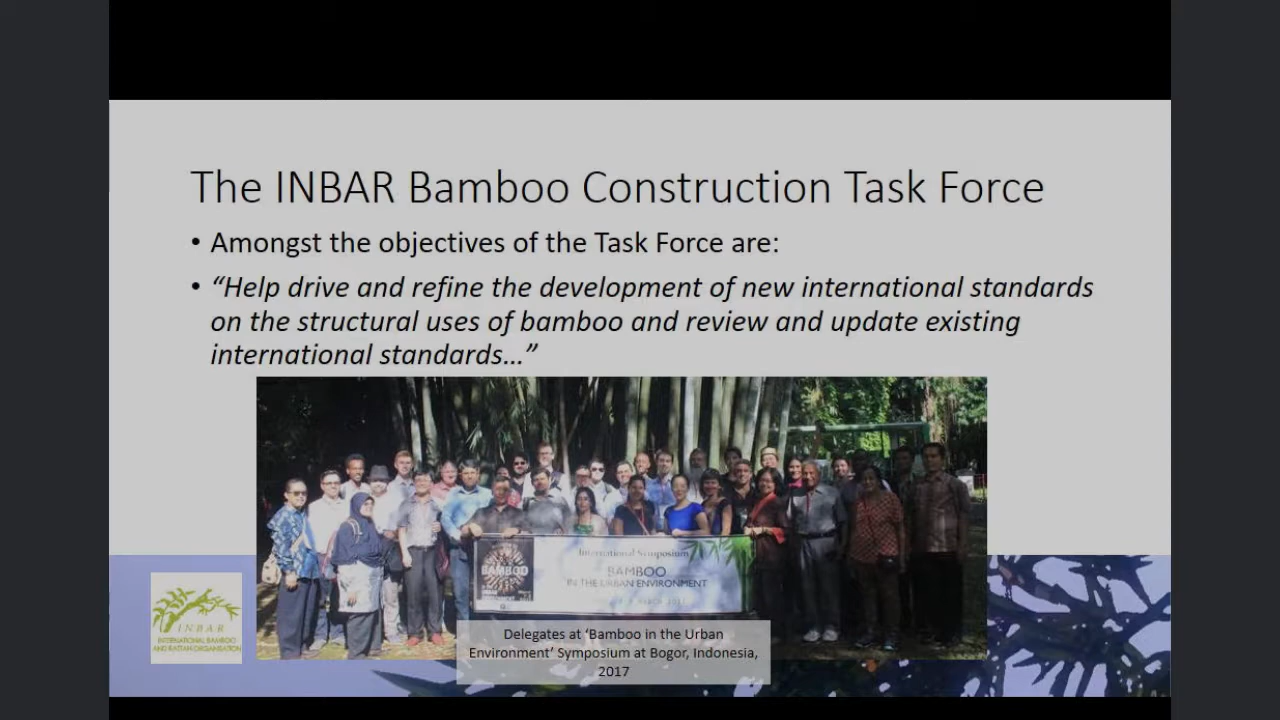 The INBAR Bamboo Construction Task Force
• Amongst the objectives of the Task Force are:
• “Help drive and refine the development of new international standards
on the structural uses of bamboo and review and update existing
international standards…”
International Symposium
BAMBOO
BAMBOO
IN THE URBAN ENVIRONMENT
INBAR
INTERNATIONAL BAMBOO
AND RATTAN ORGANISATION
Delegates at ‘Bamboo in the Urban
Environment’ Symposium at Bogor, Indonesia,
2017